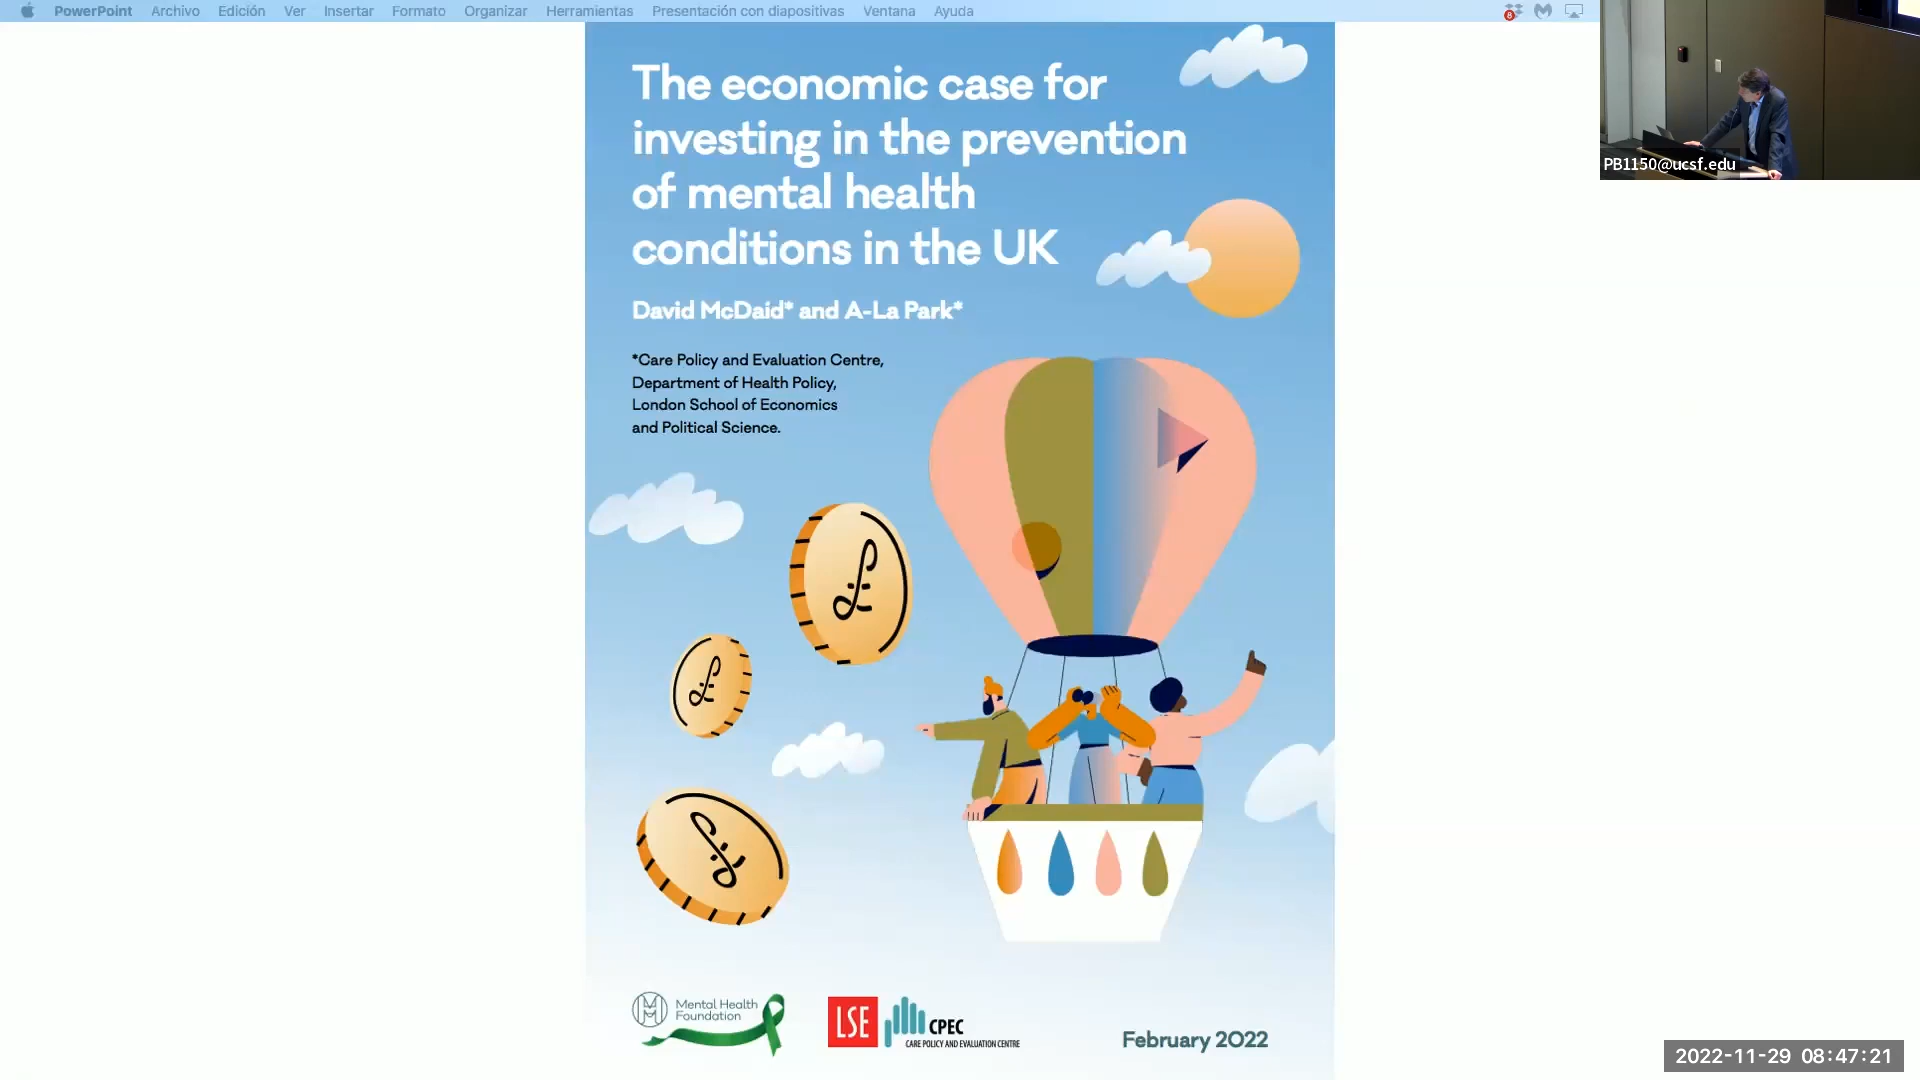 PowerPoint Archivo Edición Ver Insertar Formato Organizar Herramientas Presentación con diapositivas Ventana Ayuda
8
PB1150@ucsf.edu
The economic case for
investing in the prevention
of mental health
conditions in the UK
David McDaid* and A-La Park*
*Care Policy and Evaluation Centre,
Department of Health Policy,
London School of Economics
and Political Science.
£
£
£
Mental Health
Foundation
LSE
CPEC
CARE POLICY AND EVALUATION CENTRE
February 2022
2022-11-29 08:47:21